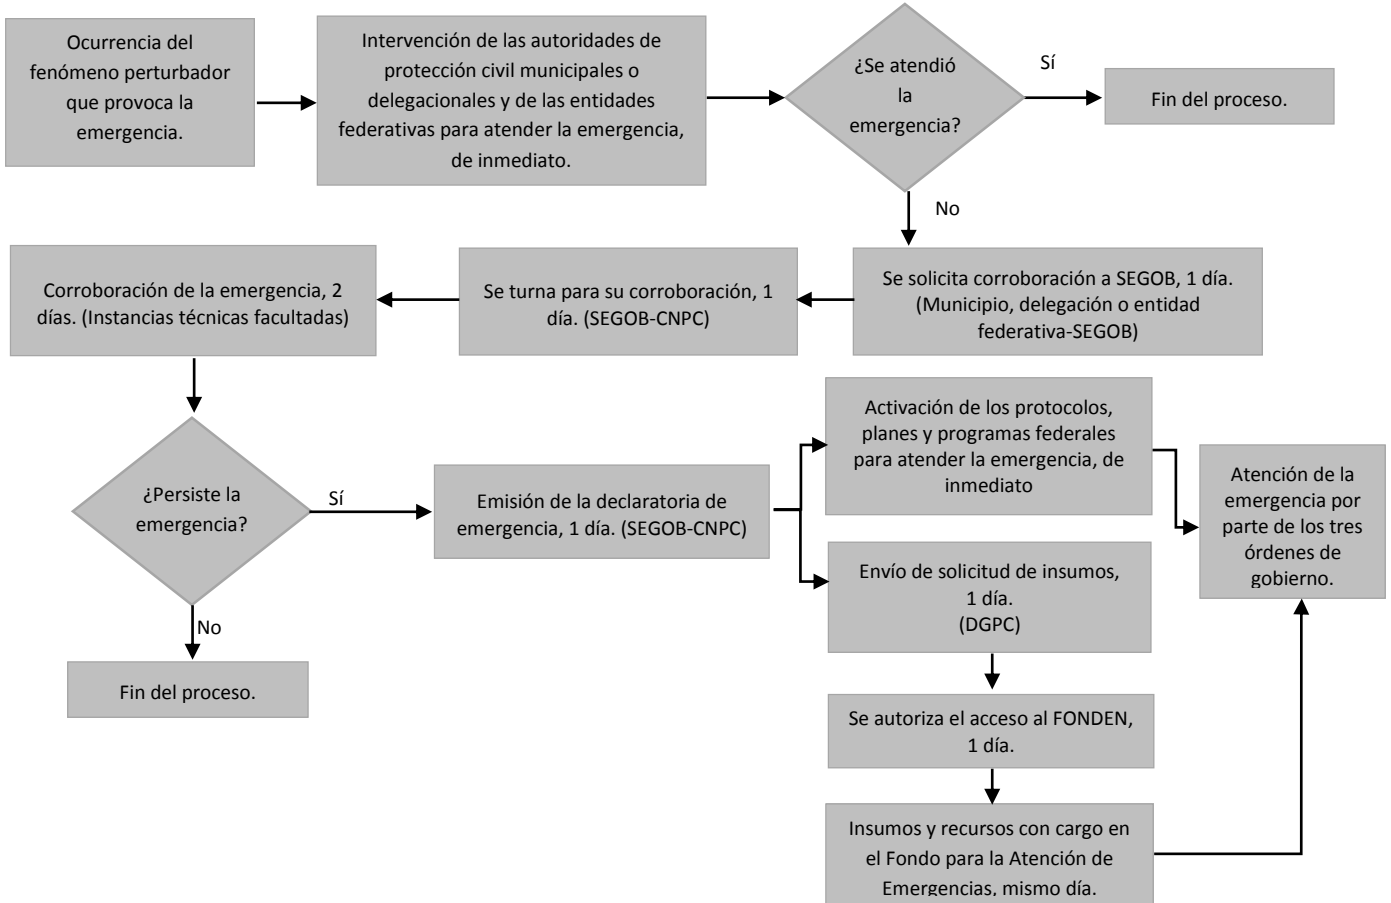 Ocurrencia del
fenómeno perturbador
que provoca la
emergencia.
Intervención de las autoridades de
protección civil municipales o
delegacionales y de las entidades
federativas para atender la emergencia,
de inmediato.
¿Se atendió
la
emergencia?
Sí
Fin del proceso.
No
Se solicita corroboración a SEGOB, 1 día.
(Municipio, delegación o entidad
federativa-SEGOB)
Se turna para su corroboración, 1
día. (SEGOB-CNPC)
Corroboración de la emergencia, 2
días. (Instancias técnicas facultadas)
¿Persiste la
emergencia?
Sí
No
Fin del proceso.
Emisión de la declaratoria de
emergencia, 1 día. (SEGOB-CNPC)
Activación de los protocolos,
planes y programas federales
para atender la emergencia, de
inmediato
Envío de solicitud de insumos,
1 día.
(DGPC)
Se autoriza el acceso al FONDEN,
1 día.
Insumos y recursos con cargo en
el Fondo para la Atención de
Emergencias, mismo día.
Atención de la
emergencia por
parte de los tres
órdenes de
gobierno.